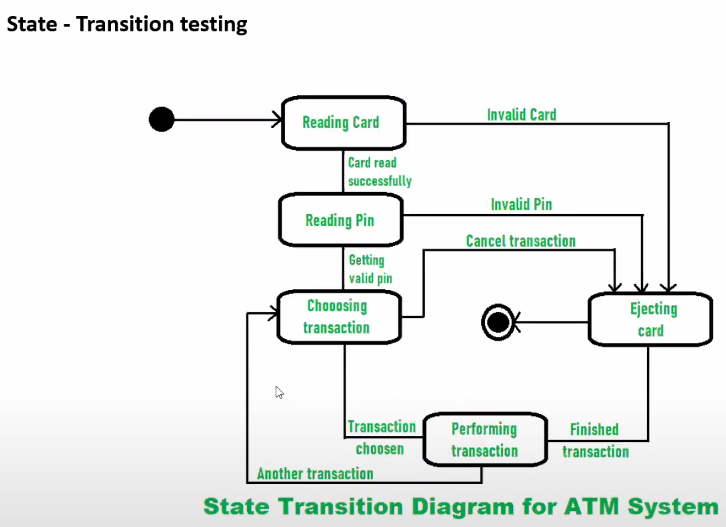 State - Transition testing
Reading Card
Invalid Card
Card read
successfully
Reading Pin
Invalid Pin
Cancel transaction
Getting
valid pin
Chooosing
transaction
Ejecting
card
Transaction
choosen
Performing
transaction
Finished
transaction
Another transaction
State Transition Diagram for ATM System